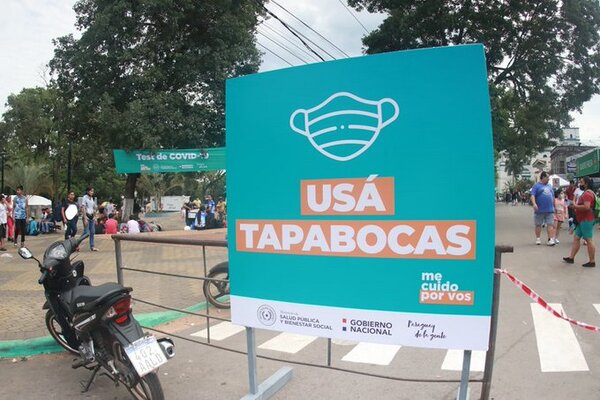 Test de COVID-19
USÁ
TAPABOCAS
me
cuido
por vos
SALUD PÚBLICA
Y BIENESTAR SOCIAL
GOBIERNO
NACIONAL
Paraguay
de la gente